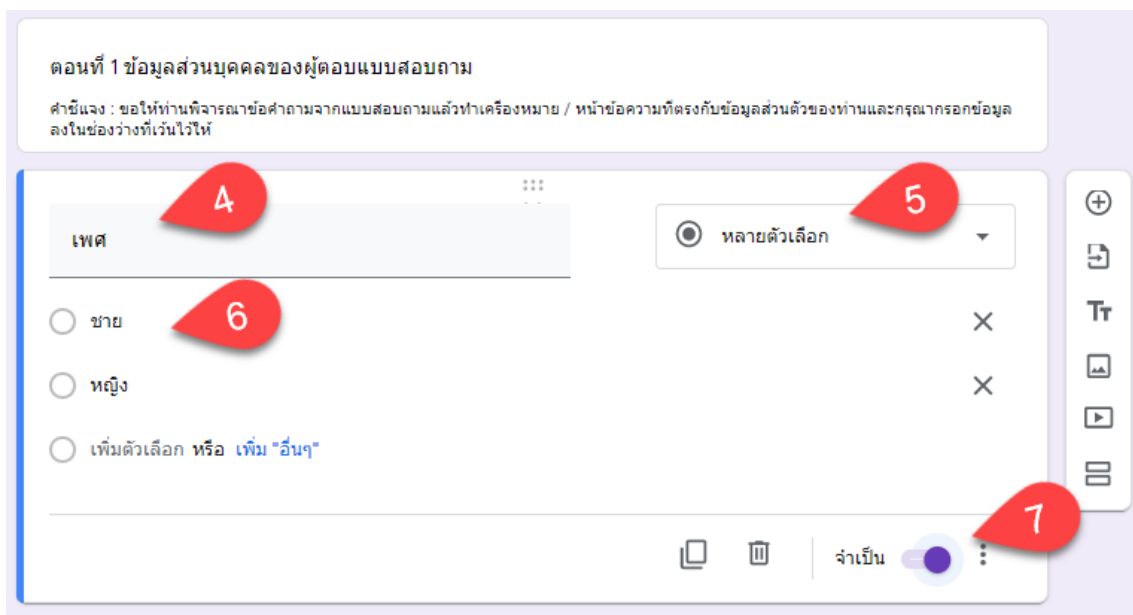 ตอนที่ 1 ข้อมูลส่วนบุคคลของผู้ตอบแบบสอบถาม
คำชี้แจง : ขอให้ท่านพิจารณาข้อคำถามจากแบบสอบถามแล้วทำเครื่องหมาย / หน้าข้อความที่ตรงกับข้อมูลส่วนตัวของท่านและกรุณากรอกข้อมูล
ลงในช่องว่างที่เว้นไว้ให้
4
5
เพศ
หลายตัวเลือก
Tт
ชาย
6
หญิง
เพิ่มตัวเลือก หรือ เพิ่ม "อื่นๆ"
7
จำเป็น